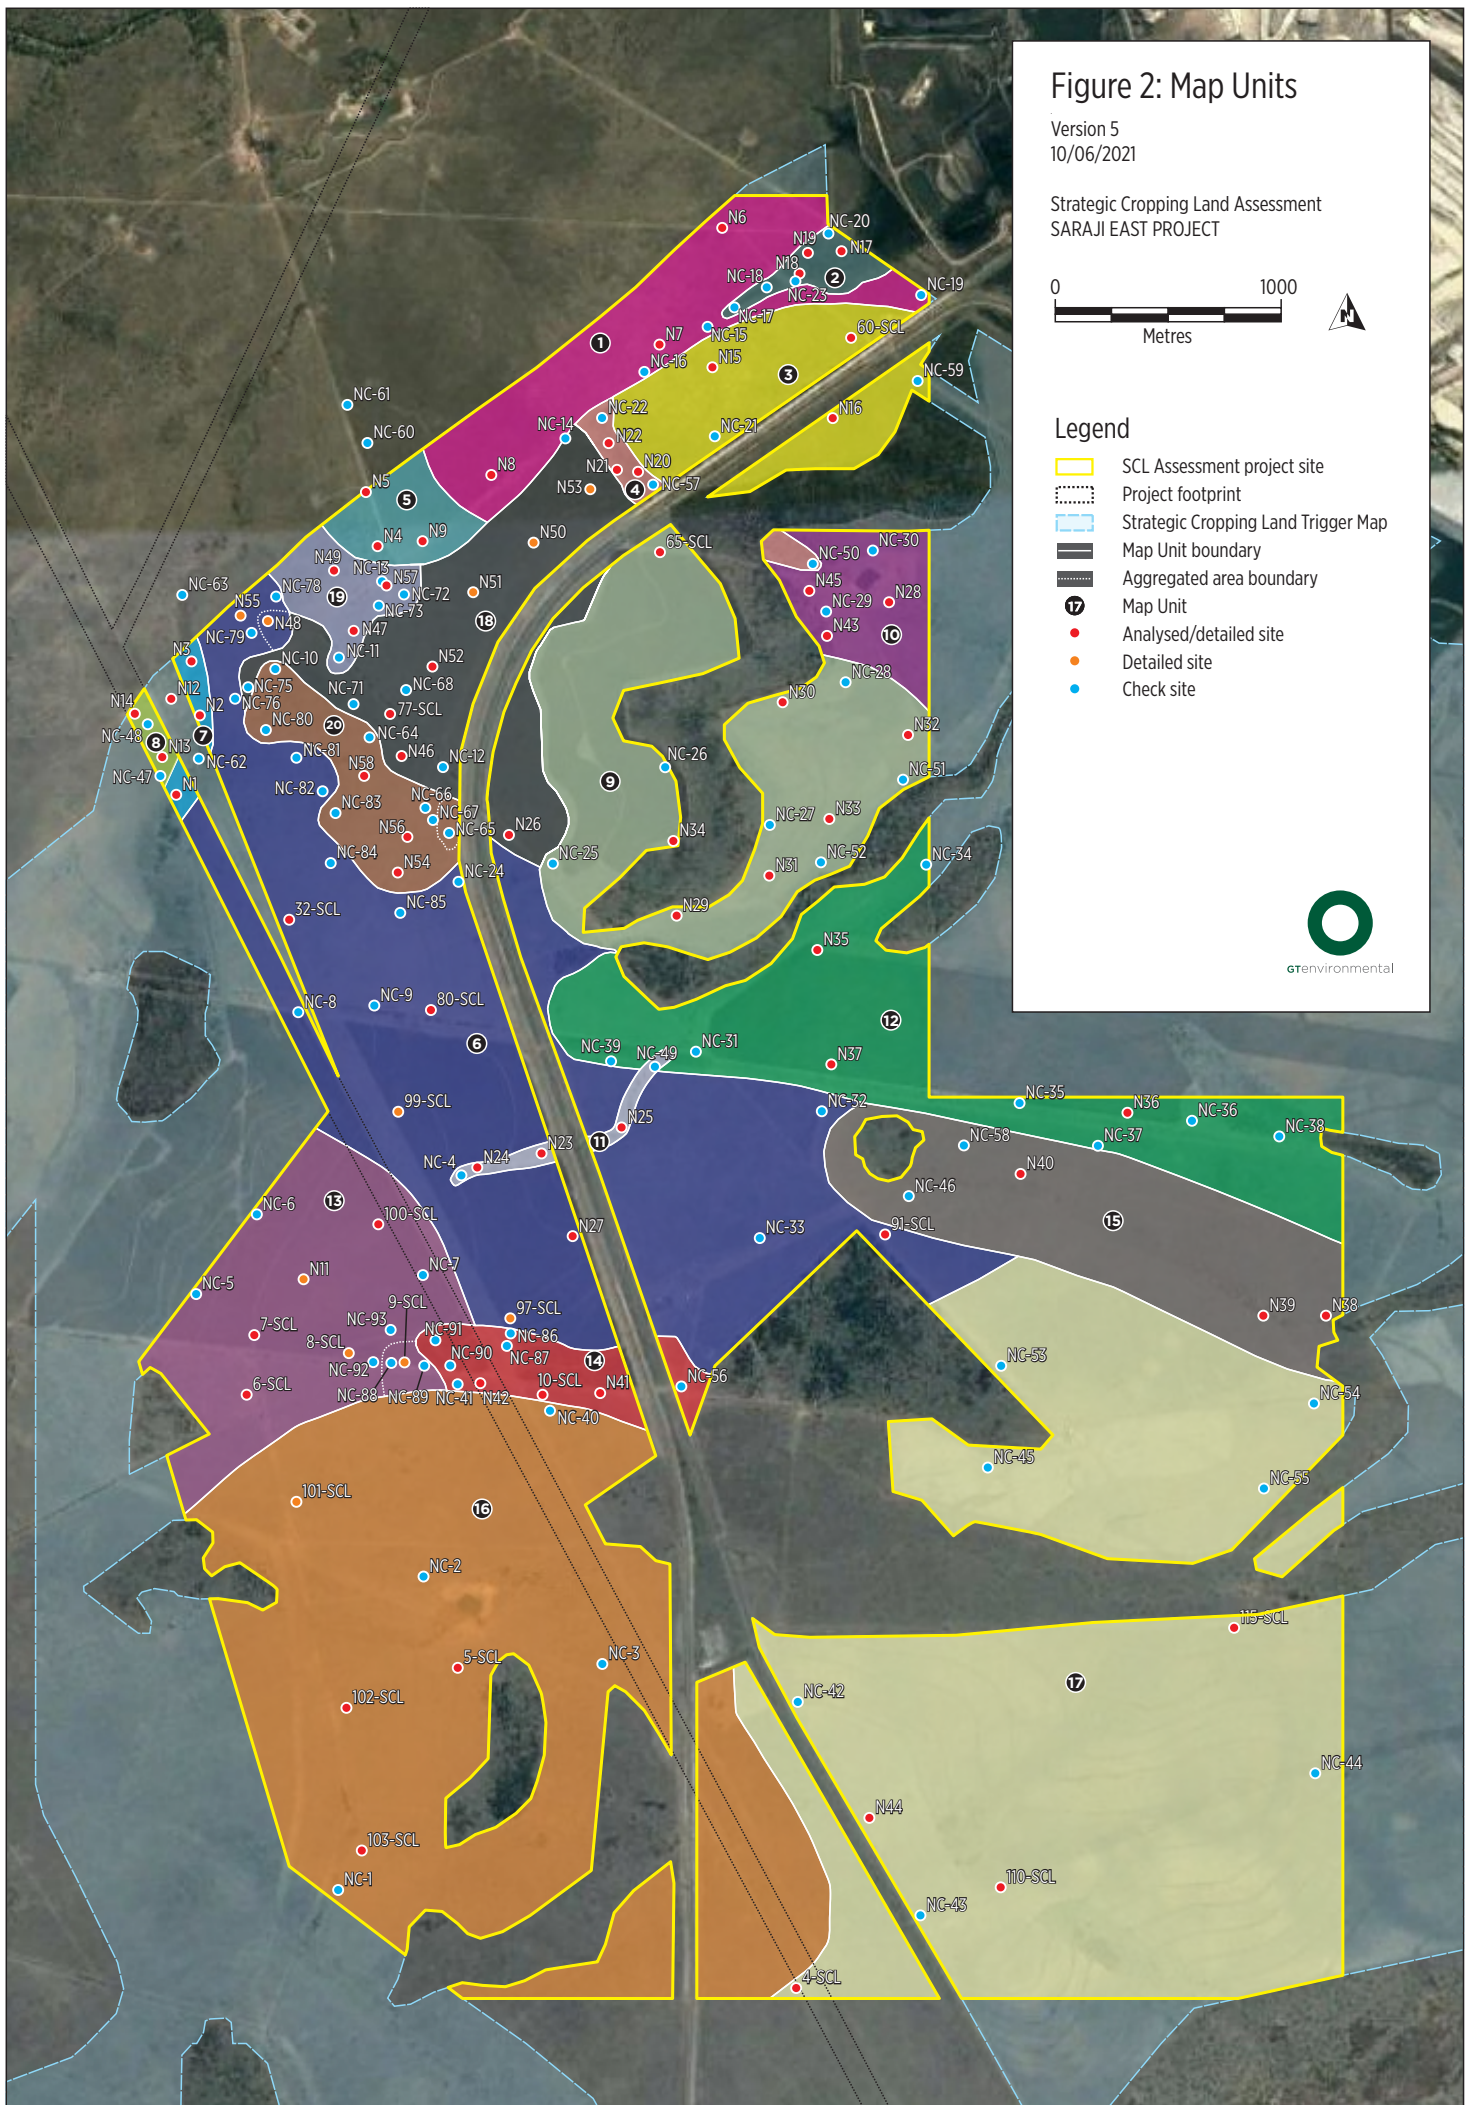 Figure 2: Map Units
Version 5
10/06/2021
Strategic Cropping Land Assessment
SARAJI EAST PROJECT
0 1000
Metres
N
Legend
SCL Assessment project site
Project footprint
Strategic Cropping Land Trigger Map
Map Unit boundary
Aggregated area boundary
17 Map Unit
Analysed/detailed site
Detailed site
Check site
GTenvironmental
N6
NC-20
N19
N17
N18
NC-18
2
NC-23
NC-19
NC-17
NC-15
60-SCL
1
N7
NC-16
N15
3
NC-59
NC-61
NC-22
N16
NC-60
NC-14
N22
NC-21
N8
N21
N20
N5
5
N53
4
NC-57
N4
N9
N50
65-SCL
NC-30
NC-50
N49
NC-13
N57
NC-63
NC-78
NC-72
N51
N45
N28
19
NC-73
NC-29
N55
N48
18
N43
10
NC-79
N47
N3
NC-10
NC-11
N52
NC-28
NC-75
NC-68
N12
NC-76
NC-71
N30
N14
N2
77-SCL
NC-48
NC-80
20
NC-64
N32
8
7
N13
NC-81
N46
NC-12
NC-26
NC-62
NC-47
N58
9
NC-51
N1
NC-82
NC-83
NC-66
NC-67
NC-27
N33
N56
NC-65
N26
N34
NC-84
N54
NC-24
NC-25
N31
NC-52
NC-34
32-SCL
NC-85
N29
N35
NC-8
NC-9
80-SCL
12
6
NC-39
NC-49
NC-31
N37
99-SCL
NC-32
NC-35
N36
NC-36
N25
NC-38
N23
11
NC-58
NC-37
NC-4
N24
N40
13
NC-6
NC-46
100-SCL
15
N27
NC-33
91-SCL
N11
NC-7
NC-5
9-SCL
97-SCL
N39
N38
7-SCL
NC-93
NC-91
NC-86
8-SCL
NC-87
14
NC-92
NC-90
NC-53
6-SCL
NC-88
NC-89
NC-41
N42
10-SCL
N41
NC-56
NC-40
NC-54
NC-45
NC-55
101-SCL
16
NC-2
115-SCL
5-SCL
NC-3
17
102-SCL
NC-42
NC-44
N44
103-SCL
NC-1
110-SCL
NC-43
4-SCL